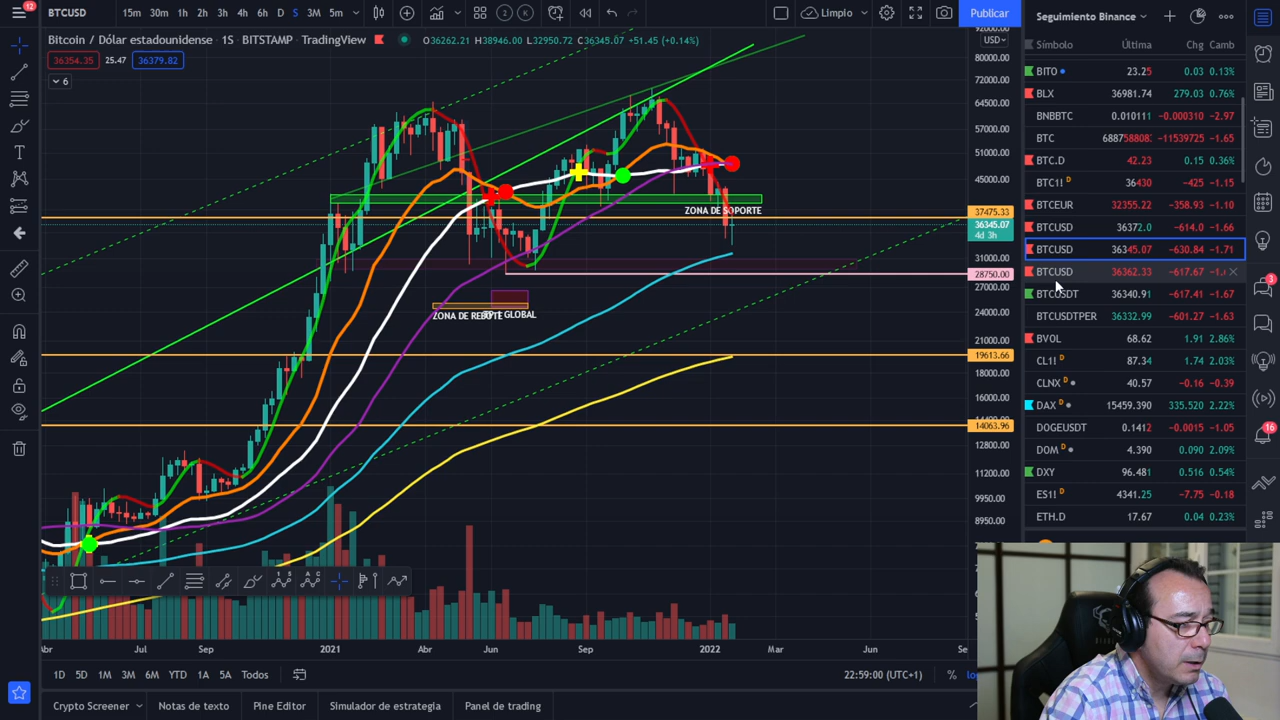 12
BTCUSD
15m 30m 1h 2h 3h 4h 6h D S 3M 5m
2 K
Limpio
Publicar
Bitcoin / Dólar estadounidense · 1S · BITSTAMP · TradingView
O36262.21 H38946.00 L32950.72 C36345.07 +51.45 (+0.14%)
36354.35 25.47 36379.82
6
USD
80000.00
72000.00
64500.00
57000.00
51000.00
45000.00
37475.33
36345.07
4d 3h
31000.00
28750.00
24000.00
19613.66
18000.00
16000.00
14063.96
12800.00
11200.00
9950.00
8950.00
ZONA DE SOPORTE
ZONA DE REBOTE
GLOBAL
Abr Jul Sep 2021 Abr Jun Sep 2022 Mar Jun Se
1D 5D 1M 3M 6M YTD 1A 5A Todos
22:59:00 (UTC+1) % log
Crypto Screener Notas de texto Pine Editor Simulador de estrategia Panel de trading
Seguimiento Binance
Símbolo Última Chg Camb
BITO 23.25 0.03 0.13%
BLX 36981.74 279.03 0.76%
BNBBTC 0.010111 -0.000310 -2.97
BTC -11539725 -1.65
BTC.D 42.23 0.15 0.36%
BTC1! D 36430 -425 -1.15
BTCEUR 32355.22 -358.93 -1.10
BTCUSD 36372.0 -614.0 -1.66
BTCUSD 36345.07 -630.84 -1.71
BTCUSD 36362.33 -617.67
BTCUSDT 36340.91 -617.41 -1.67
BTCUSDTPER 36332.99 -601.27 -1.63
BVOL 68.62 1.91 2.86%
CL1! D 87.34 1.74 2.03%
CLNX D 40.57 -0.16 -0.39
DAX D 15459.390 335.520 2.22%
DOGEUSDT 0.1412 -0.0015 -1.05
DOM D 4.390 0.090 2.09%
DXY 96.481 0.516 0.54%
ES1! D 4341.25 -7.75 -0.18
ETH.D 17.67 0.04 0.23%
3
16